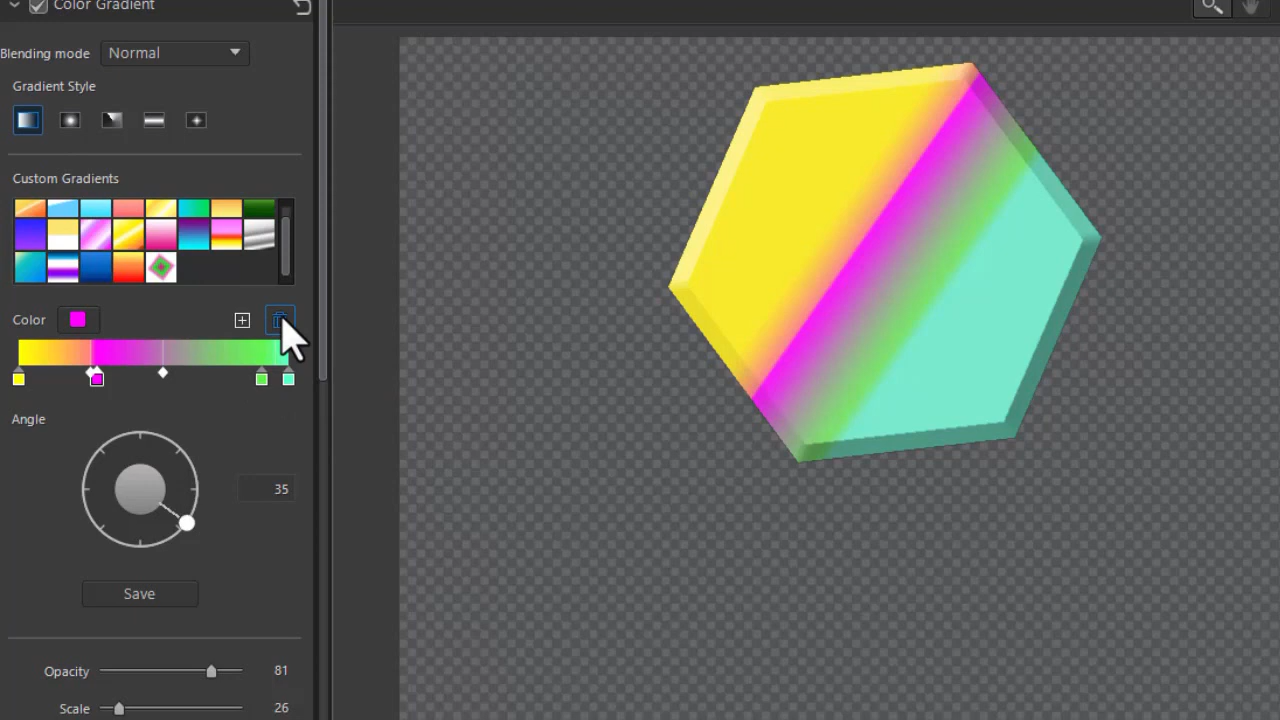 Color Gradient
Blending mode Normal
Gradient Style
Custom Gradients
Color
Angle
35
Save
Opacity 81
Scale 26